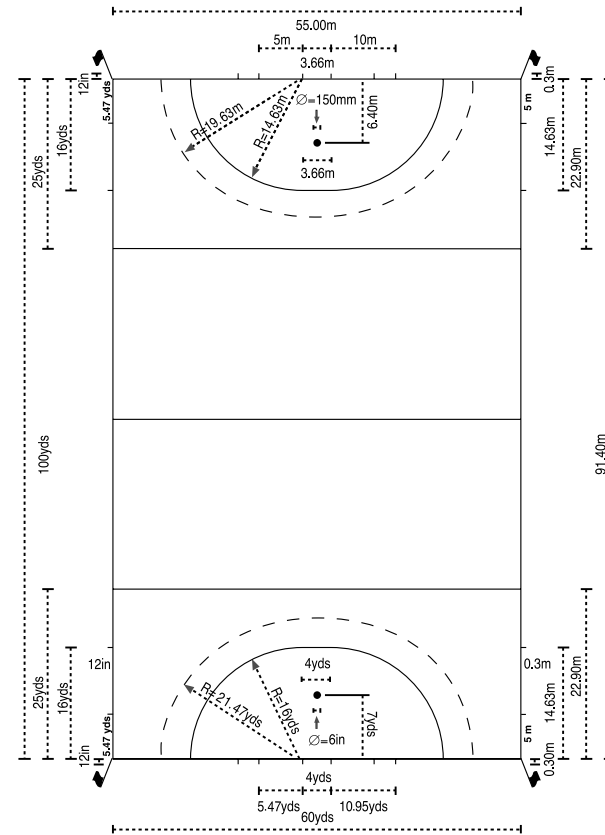 55.00m
5m 10m
3.66m
12in
0.3m
5.47 yds
5 m
Ø=150mm
R=19.63m
R=14.63m
6.40m
16yds
14.63m
25yds
22.90m
3.66m
100yds
91.40m
4yds
12in
0.3m
25yds
16yds
R=21.47yds
R=16yds
7yds
14.63m
22.90m
Ø=6in
5.47 yds
5 m
12in
0.30m
4yds
5.47yds 10.95yds
60yds